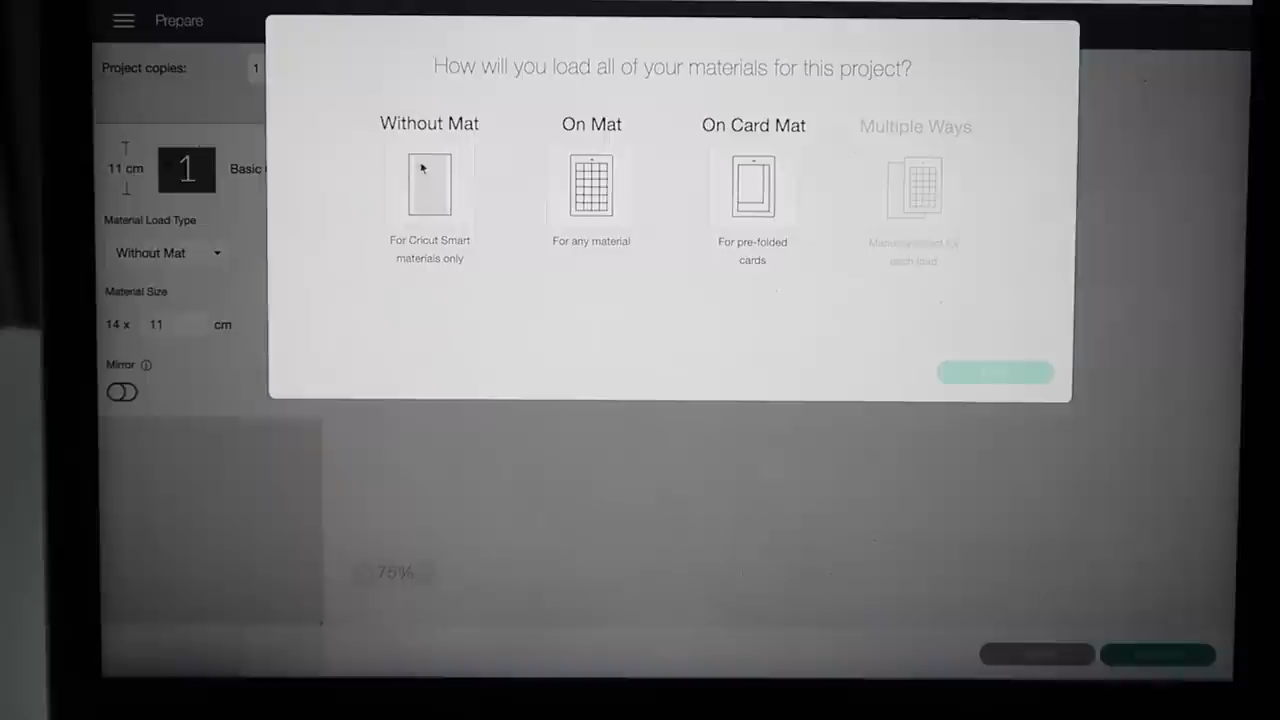 Prepare
Project copies:
1
How will you load all of your materials for this project?
Without Mat
On Mat
On Card Mat
Multiple Ways
For Cricut Smart
materials only
For any material
For pre-folded
cards
11 cm
1
Basic
Material Load Type
Without Mat
Material Size
14 x 11 cm
Mirror
75%